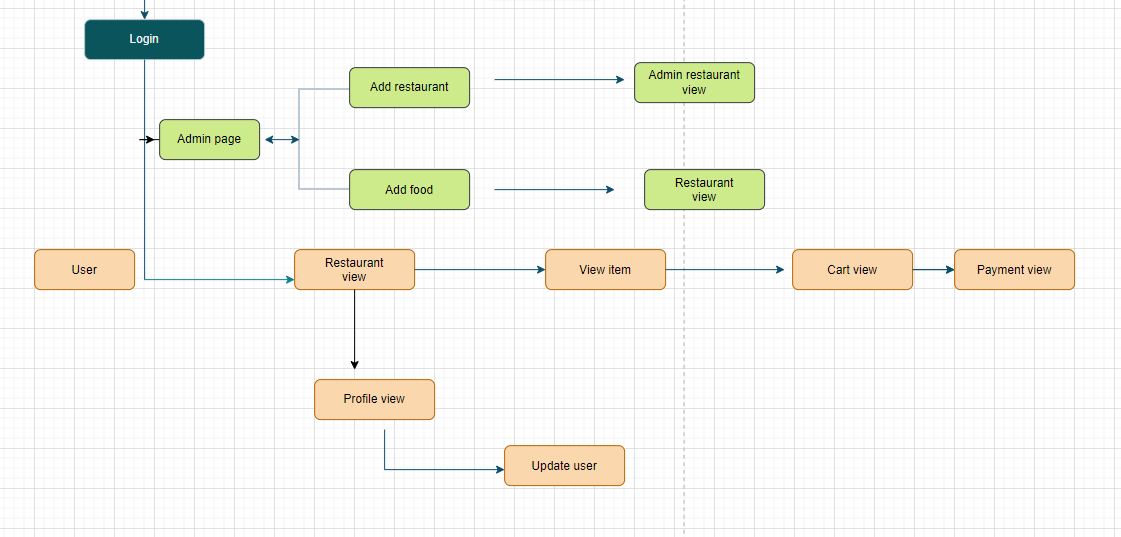 Login
Add restaurant
Admin restaurant
view
Admin page
Add food
Restaurant
view
User
Restaurant
view
View item
Cart view
Payment view
Profile view
Update user